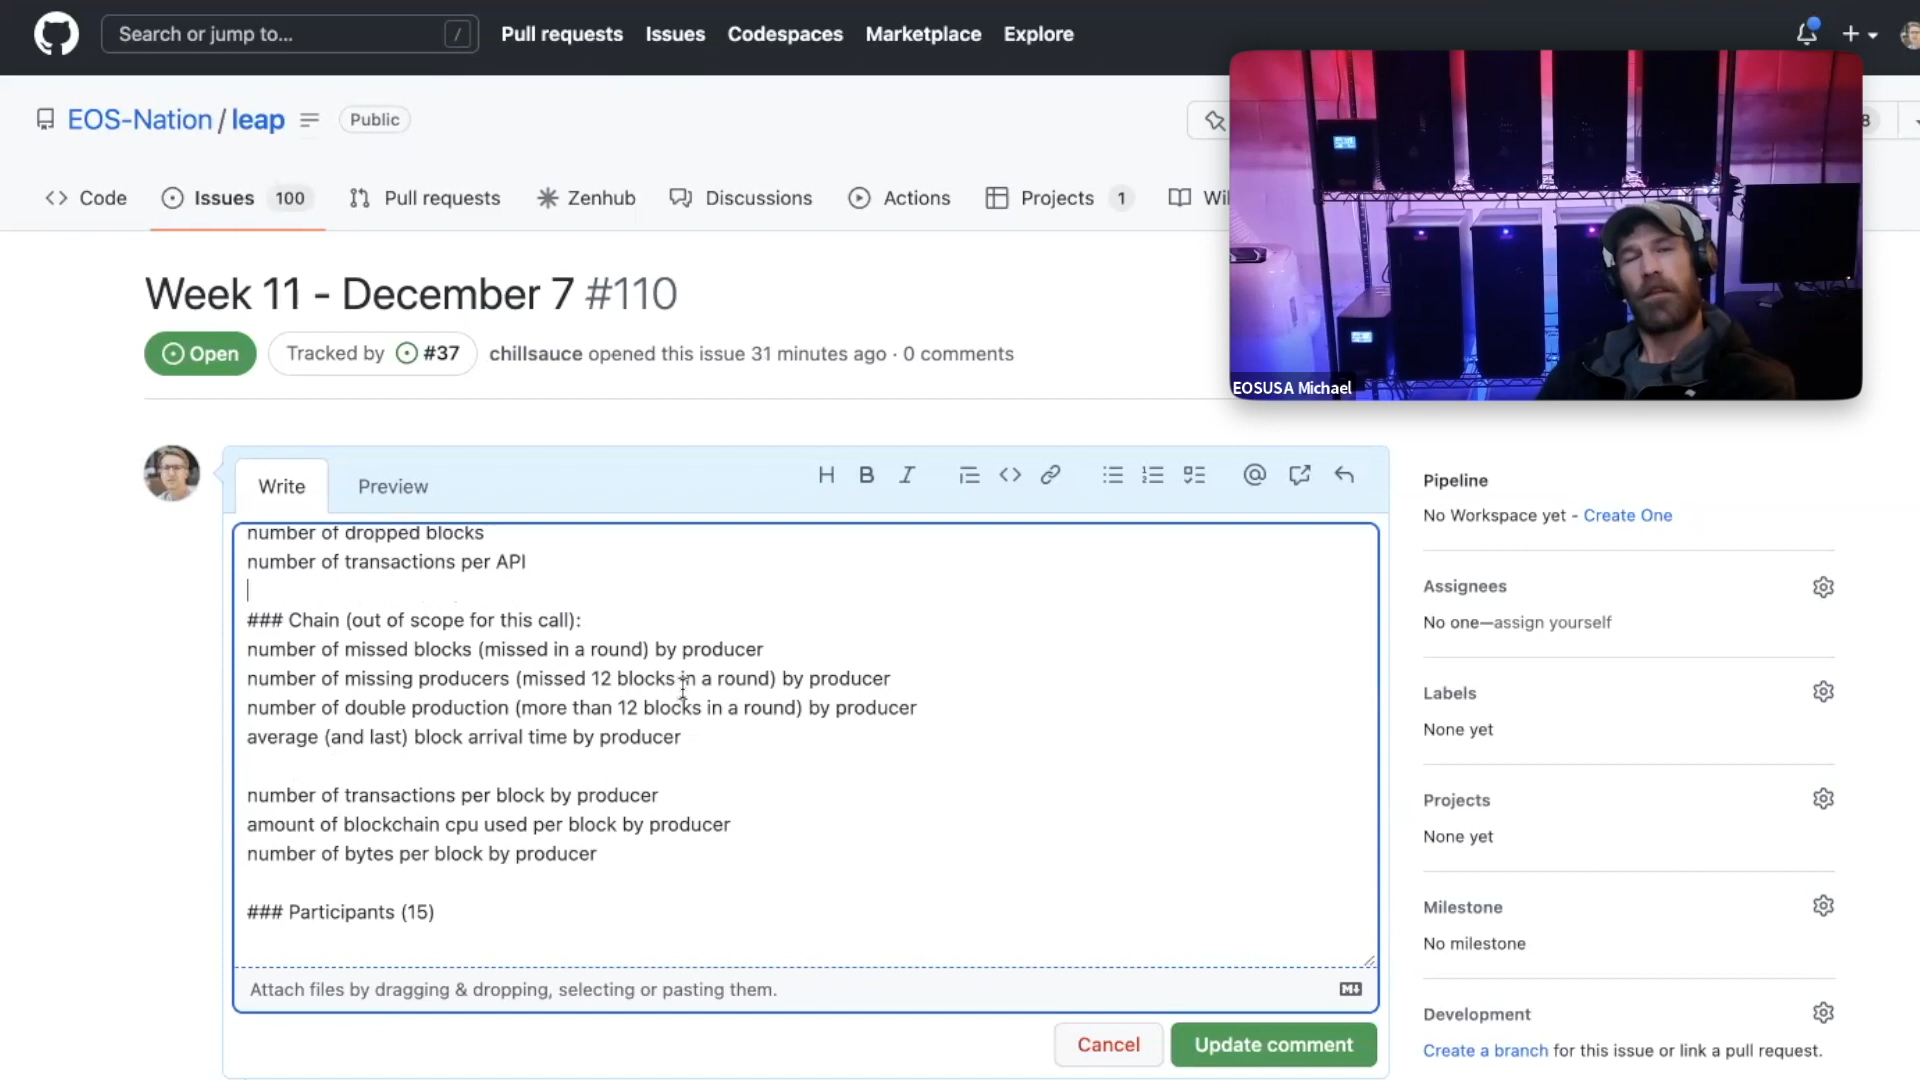 Search or jump to... /
Pull requests Issues Codespaces Marketplace Explore
EOS-Nation / leap Public
Code Issues 100 Pull requests Zenhub Discussions Actions Projects 1
8
Week 11 - December 7 #110
Open Tracked by #37 chillsauce opened this issue 31 minutes ago · 0 comments
EOSUSA Michael
Write Preview
number of dropped blocks
number of transactions per API
### Chain (out of scope for this call):
number of missed blocks (missed in a round) by producer
number of missing producers (missed 12 blocks in a round) by producer
number of double production (more than 12 blocks in a round) by producer
average (and last) block arrival time by producer
number of transactions per block by producer
amount of blockchain cpu used per block by producer
number of bytes per block by producer
### Participants (15)
Attach files by dragging & dropping, selecting or pasting them.
Cancel Update comment
Pipeline
No Workspace yet - Create One
Assignees
No one—assign yourself
Labels
None yet
Projects
None yet
Milestone
No milestone
Development
Create a branch for this issue or link a pull request.